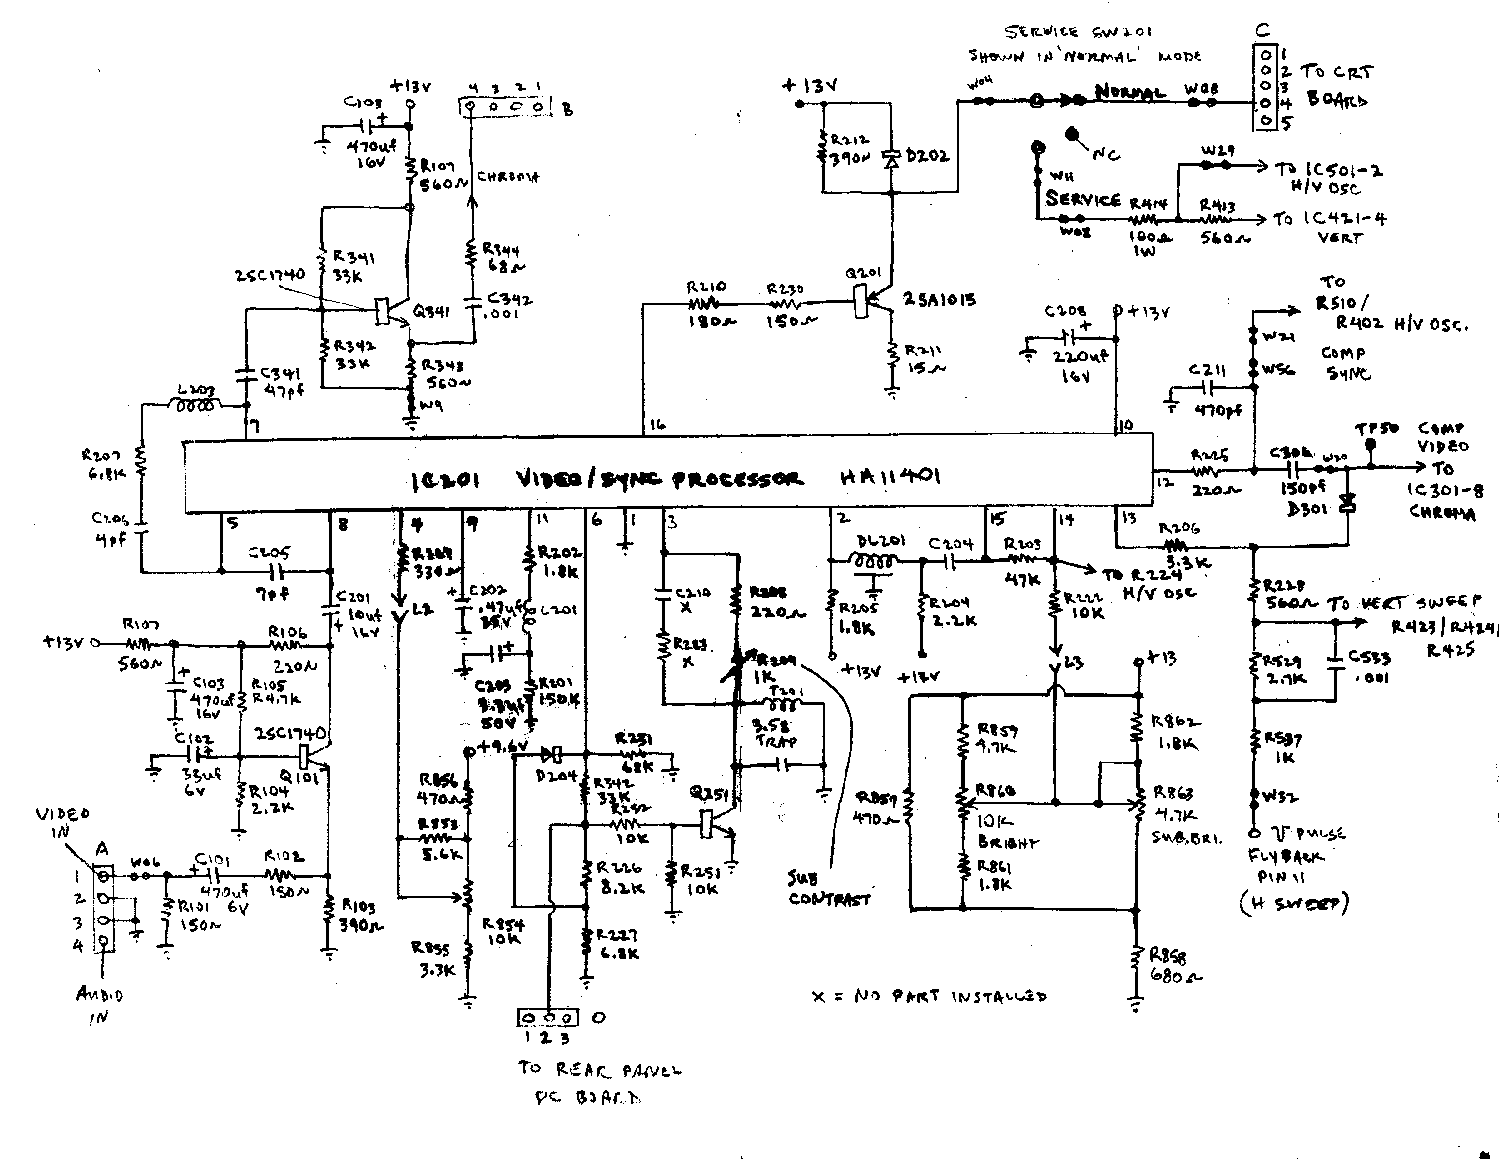 SERVICE SW201
SHOWN IN 'NORMAL' MODE
C
1
2
3
4
5
TO CRT
BOARD
+13V
C103
470uf
16V
4 3 2 1
B
R107
560Ω
CHROMA
+13V
R212
390Ω
D202
W04
NORMAL
W08
NC
W11
SERVICE
W08
R414
100Ω
1W
W29
R413
560Ω
TO IC501-2
H/V OSC
TO IC421-4
VERT
R341
33K
2SC1740
Q341
R344
68Ω
C342
.001
R342
33K
R343
560Ω
W9
C341
47pf
L203
7
R207
6.8K
4pf
R210
180Ω
R230
150Ω
Q201
2SA1015
R211
15Ω
16
C208
220uf
16V
+13V
10
TO
R510/
R402 H/V OSC.
W21
W56
COMP
SYNC
C211
470pf
IC201 VIDEO/SYNC PROCESSOR HA11401
12
R225
220Ω
150pf
W20
TP50
COMP
VIDEO
TO
IC301-8
CHROMA
D301
5
8
4
9
11
6
1
3
2
15
14
13
C205
7pf
C201
10uf
16V
330Ω
L2
C202
.47uf
35V
R202
1.8K
L201
C210
X
R203
X
R208
220Ω
DL201
C204
R203
47K
TO R224
H/V OSC
R206
3.3K
R205
1.8K
+13V
R204
2.2K
+13V
R222
10K
L3
R228
560Ω
TO VERT SWEEP
R423/R424/
R425
R529
2.7K
C533
.001
+13V
R107
560Ω
R106
220Ω
C103
470uf
16V
R105
R4.7K
2SC1740
C102
33uf
6V
Q101
R104
2.2K
C203
3.3uf
50V
R201
150K
R209
1K
T201
3.58
TRAP
+13
R862
1.8K
R859
4.7K
R857
470Ω
R860
10K
BRIGHT
R863
4.7K
SUB.BRI.
R861
1.8K
R537
1K
W32
V PULSE
FLYBACK
PIN 11
(H SWEEP)
+9.6V
D204
R231
68K
R856
470Ω
R853
5.6K
R342
33K
R232
10K
Q251
R251
10K
R226
8.2K
R227
6.8K
R854
10K
R855
3.3K
SUB
CONTRAST
VIDEO
IN
A
1
2
3
4
W06
C101
470uf
6V
R102
150Ω
R101
150Ω
R103
390Ω
AUDIO
IN
R858
680Ω
X = NO PART INSTALLED
1 2 3
TO REAR PANEL
PC BOARD